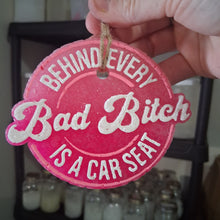 BEHIND EVERY
Bad Bitch
IS A CAR SEAT